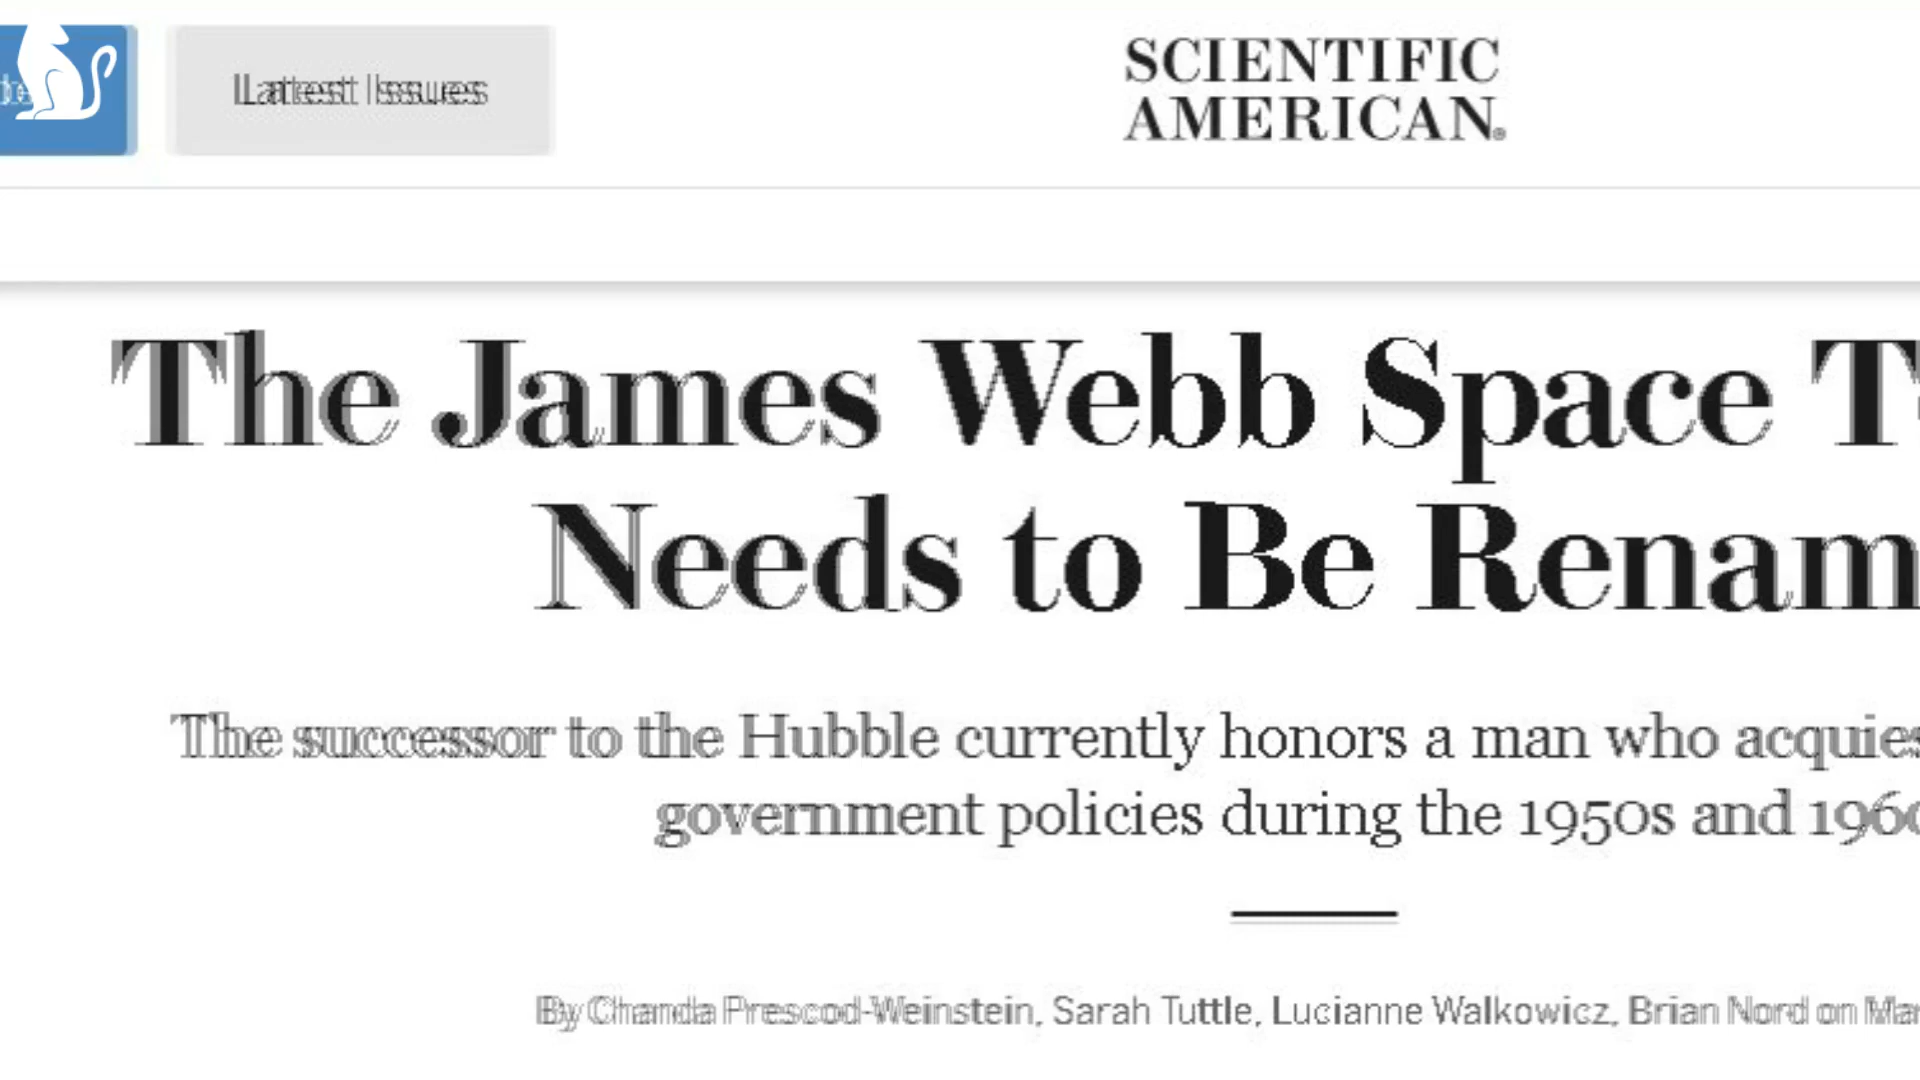 Latest Issues
SCIENTIFIC
AMERICAN®
The James Webb Space T
Needs to Be Renam
The successor to the Hubble currently honors a man who acquies
government policies during the 1950s and 196
By Chanda Prescod-Weinstein, Sarah Tuttle, Lucianne Walkowicz, Brian Nord on Mar